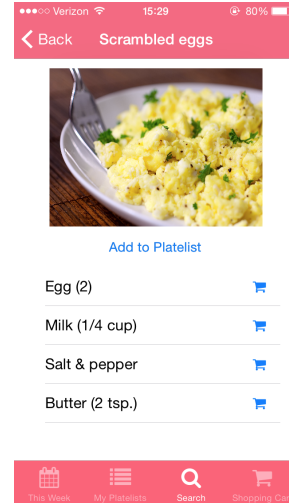 Verizon 15:29 80%
Back Scrambled eggs
Add to Platelist
Egg (2)
Milk (1/4 cup)
Salt & pepper
Butter (2 tsp.)
This Week My Platelists Search Shopping Car